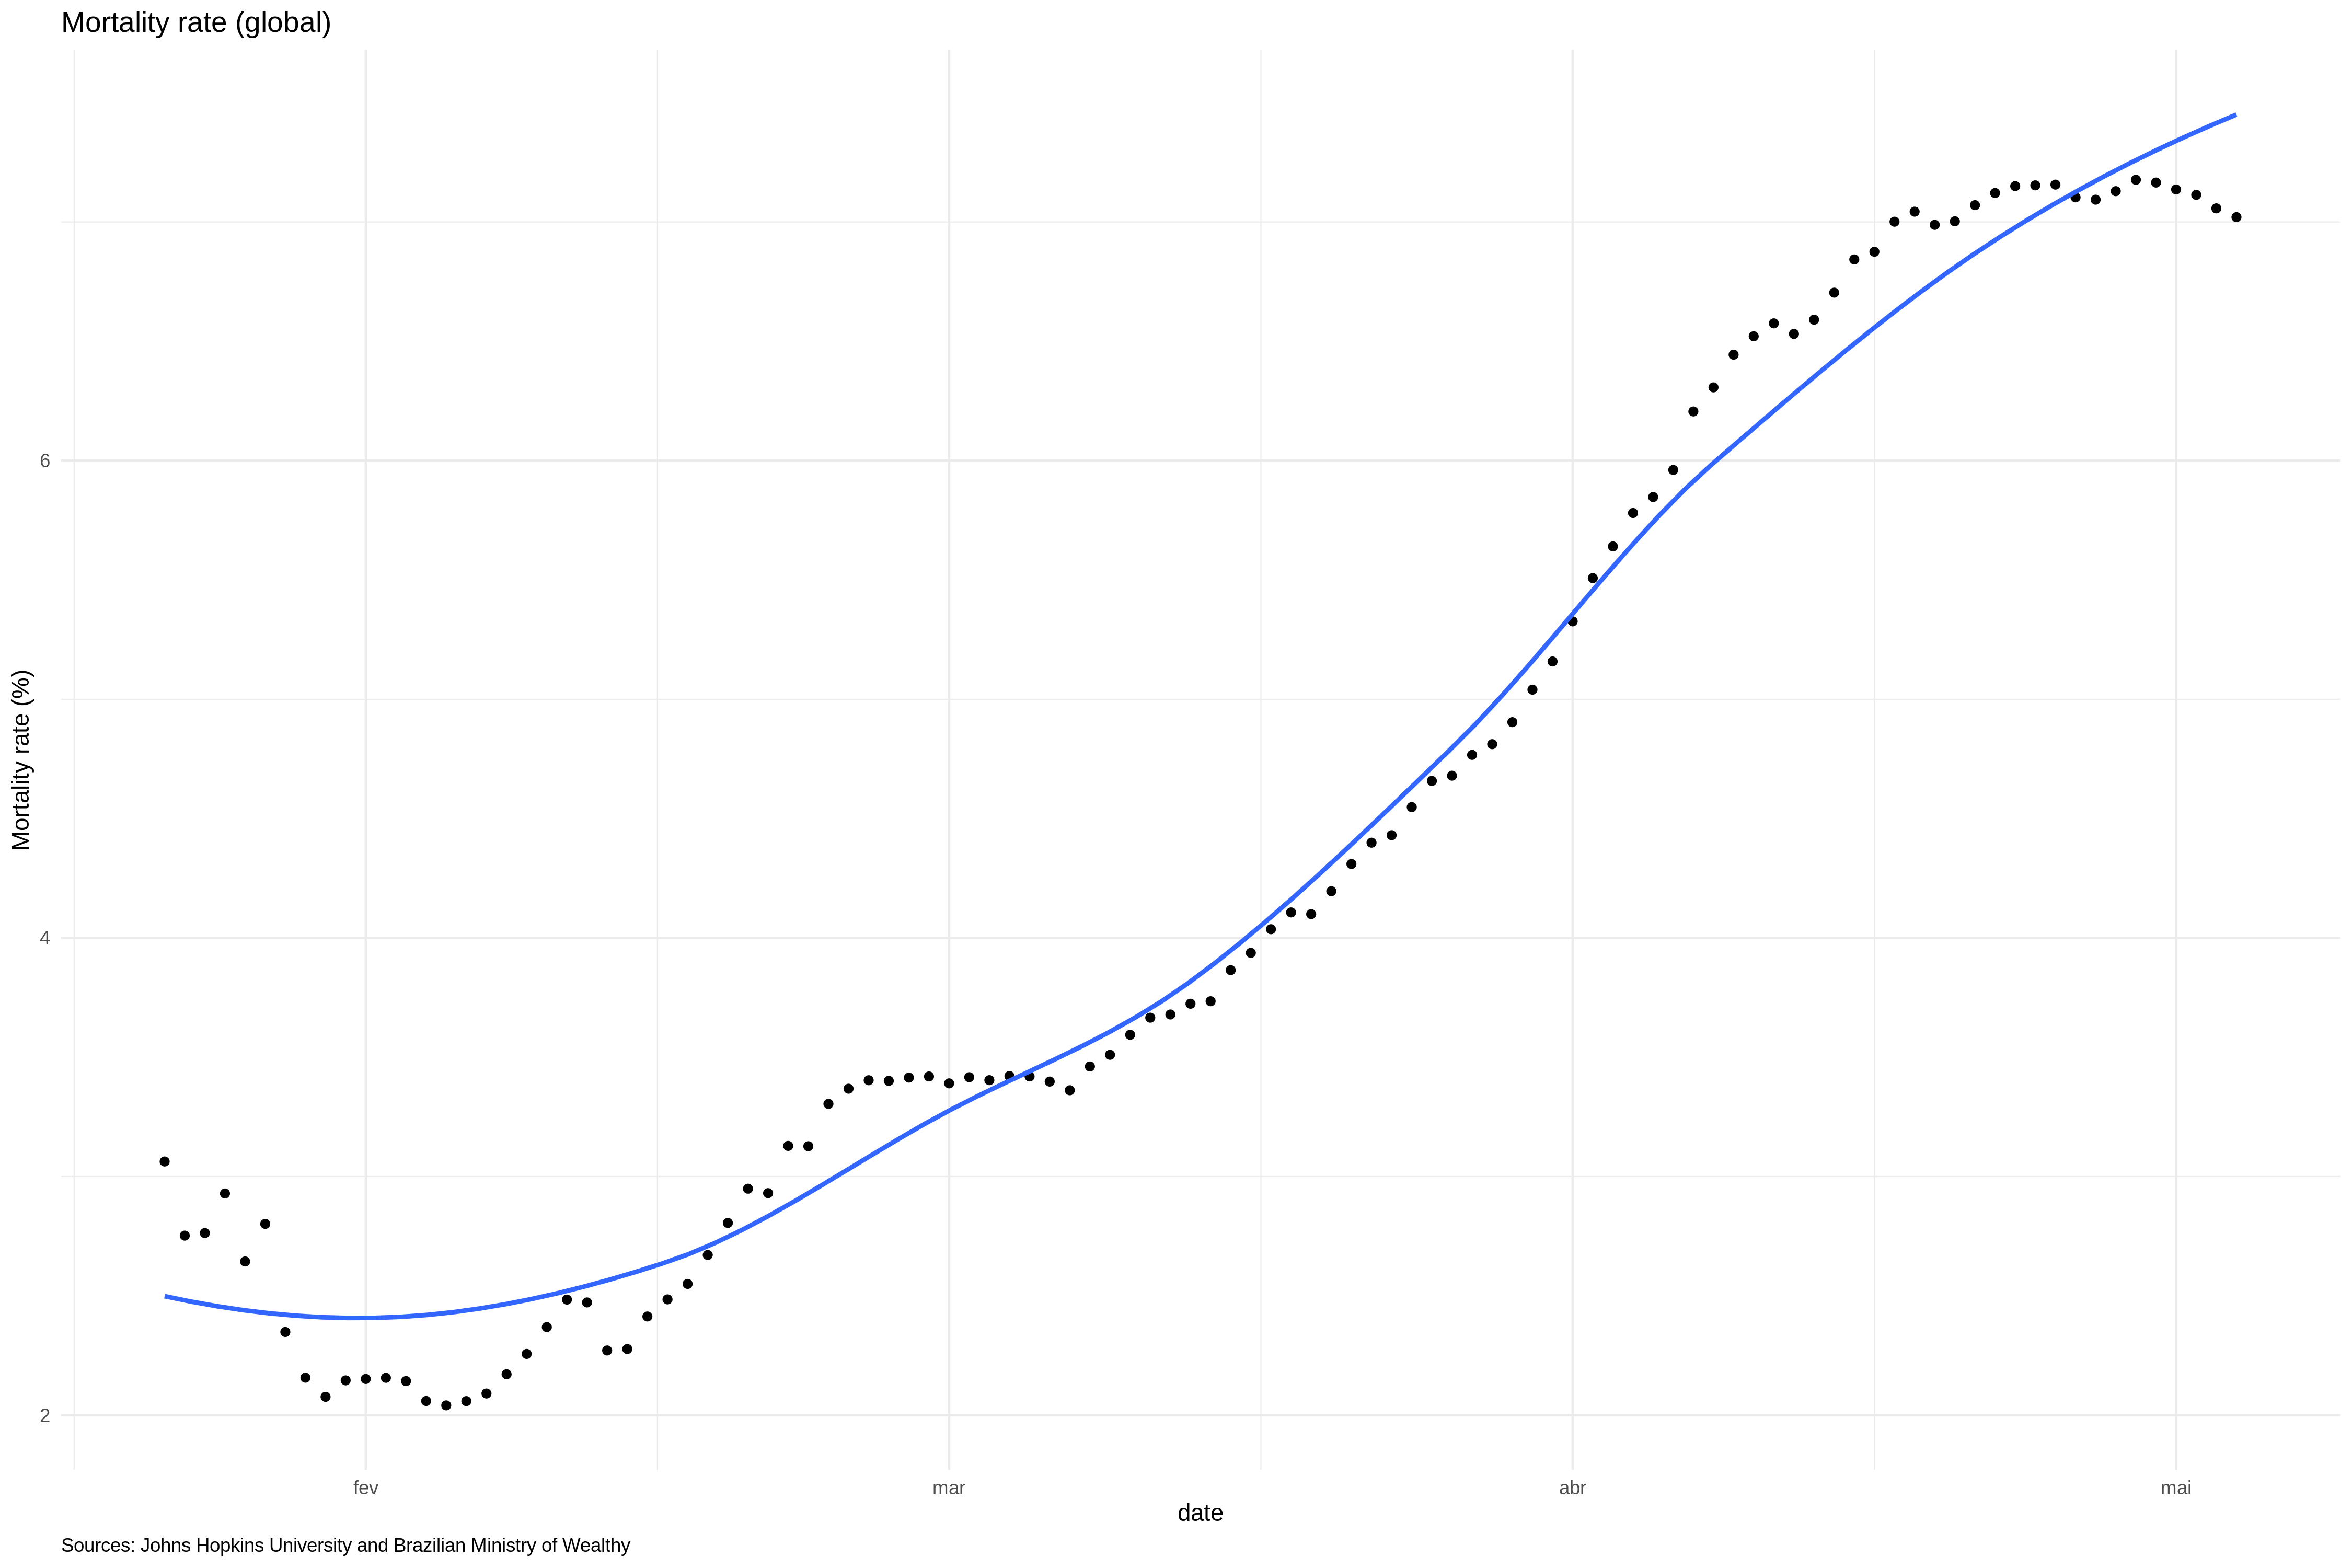 Mortality rate (global)
Mortality rate (%)
6
4
2
fev
mar
abr
mai
date
Sources: Johns Hopkins University and Brazilian Ministry of Wealthy